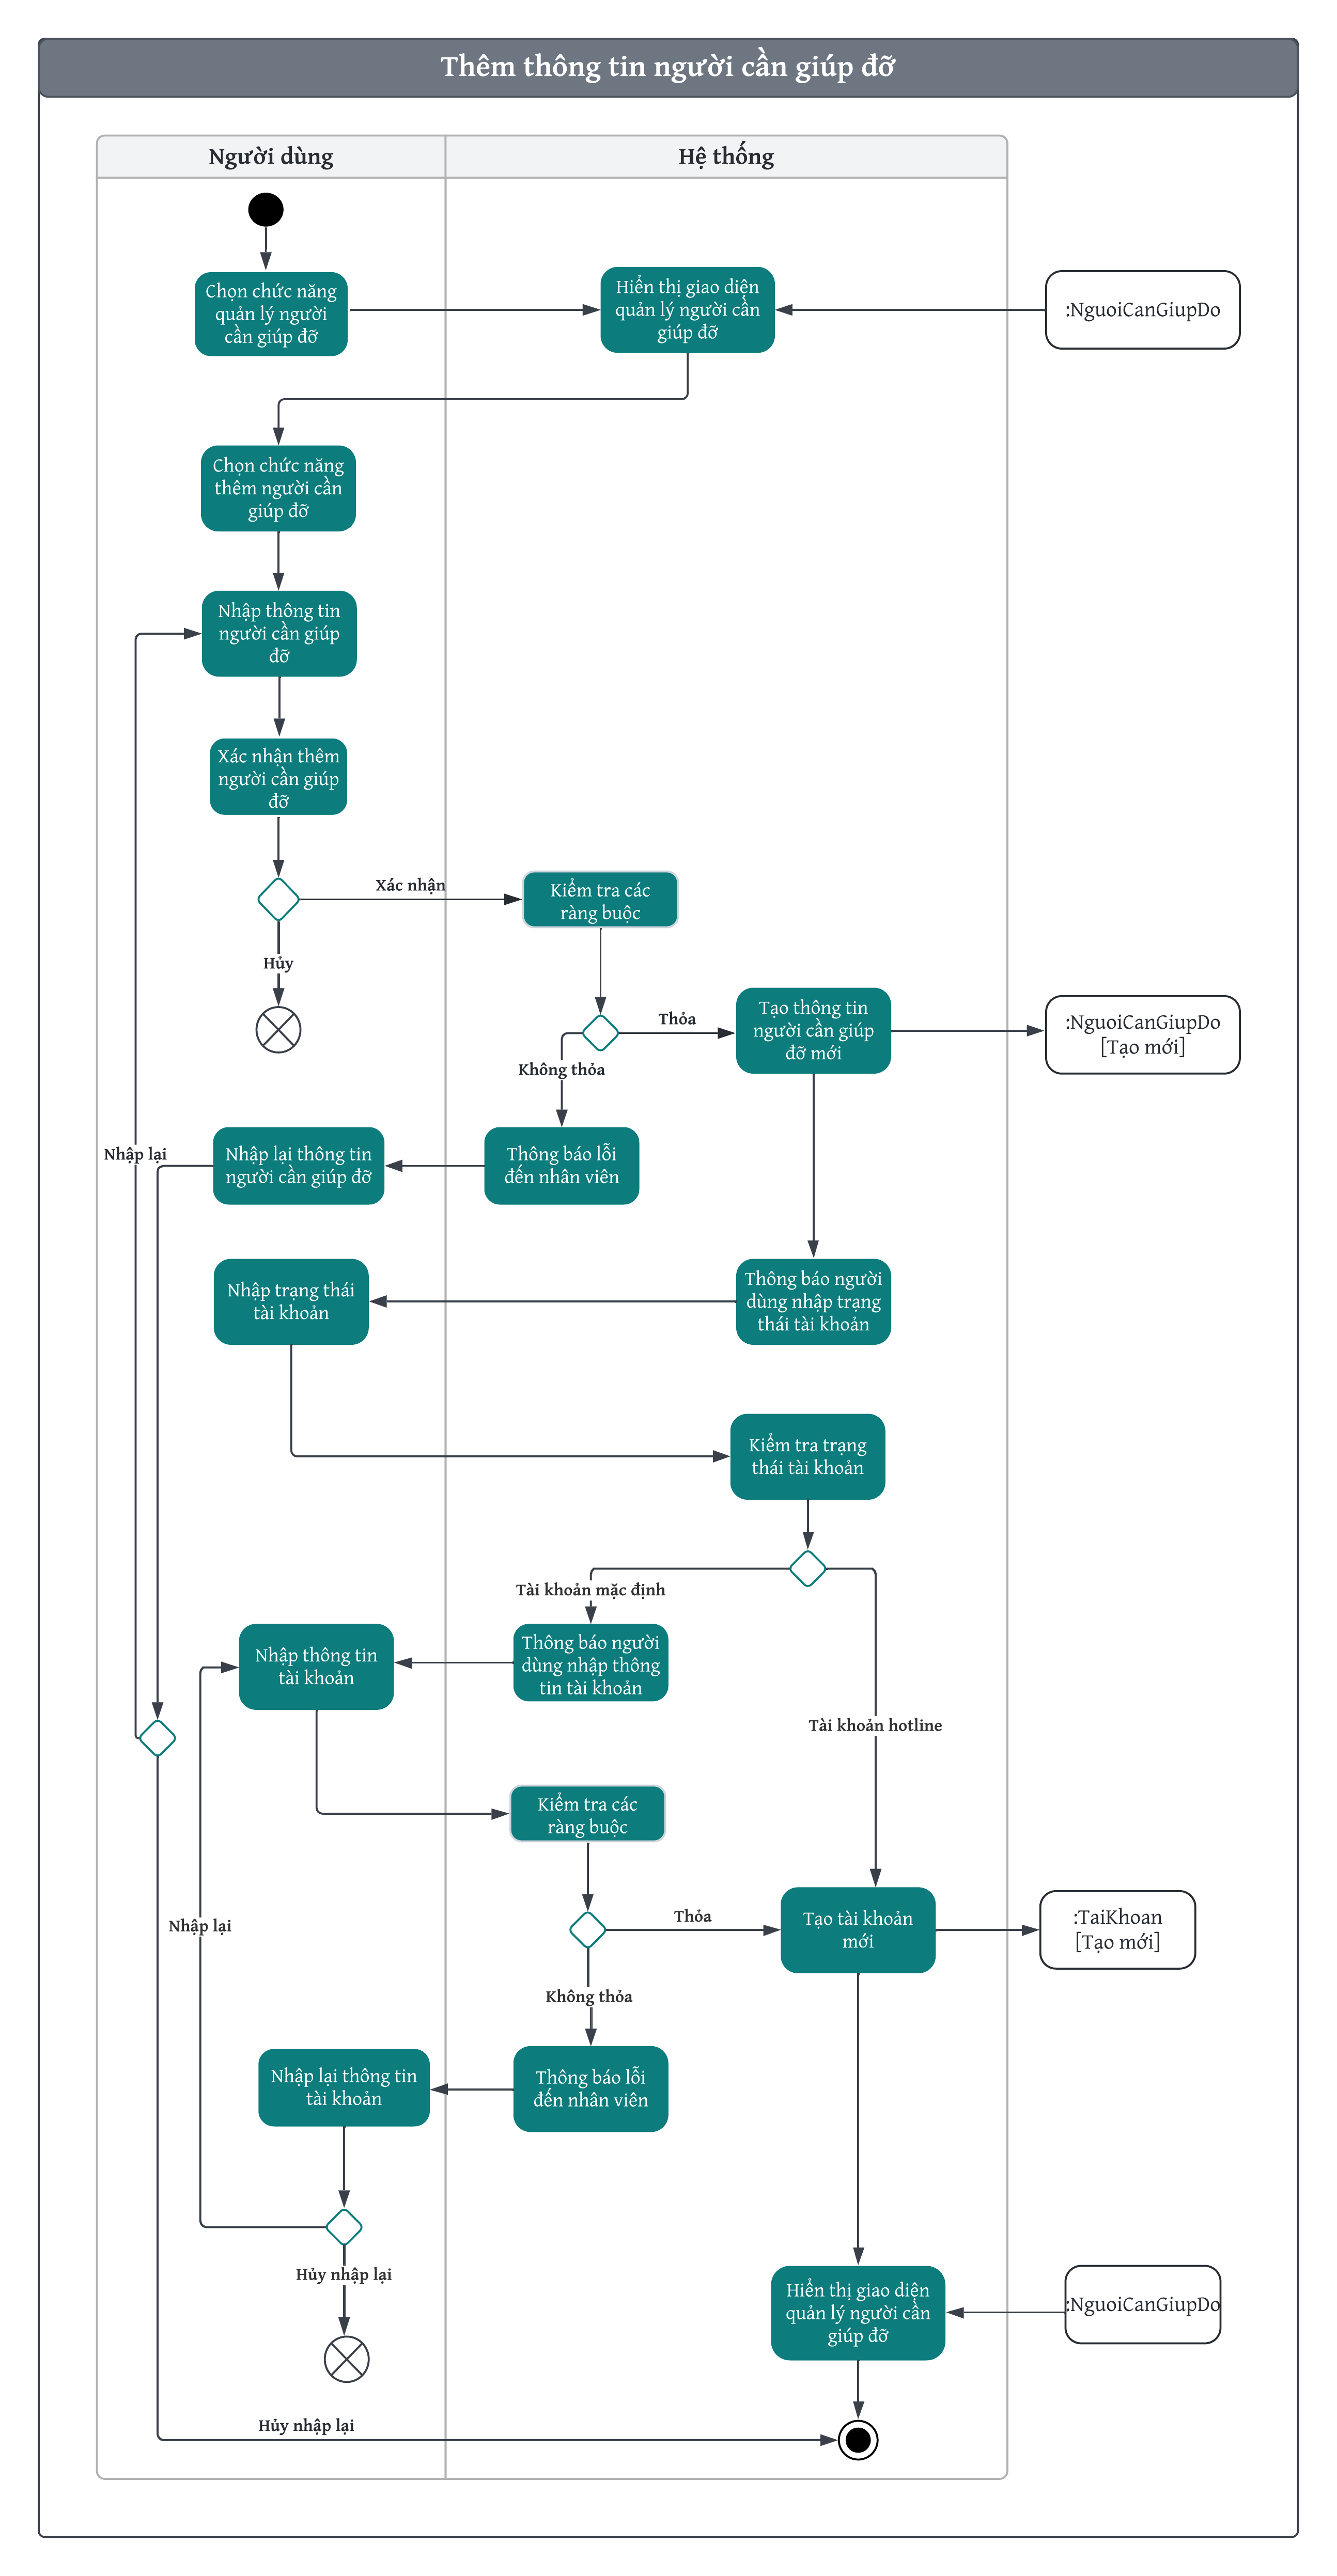 Thêm thông tin người cần giúp đỡ
Người dùng
Hệ thống
Chọn chức năng
quản lý người
cần giúp đỡ
Hiển thị giao diện
quản lý người cần
giúp đỡ
:NguoiCanGiupDo
Chọn chức năng
thêm người cần
giúp đỡ
Nhập thông tin
người cần giúp
đỡ
Xác nhận thêm
người cần giúp
đỡ
Xác nhận
Kiểm tra các
ràng buộc
Hủy
Thỏa
Tạo thông tin
người cần giúp
đỡ mới
:NguoiCanGiupDo
[Tạo mới]
Không thỏa
Nhập lại
Nhập lại thông tin
người cần giúp đỡ
Thông báo lỗi
đến nhân viên
Nhập trạng thái
tài khoản
Thông báo người
dùng nhập trạng
thái tài khoản
Kiểm tra trạng
thái tài khoản
Tài khoản mặc định
Nhập thông tin
tài khoản
Thông báo người
dùng nhập thông
tin tài khoản
Tài khoản hotline
Kiểm tra các
ràng buộc
Nhập lại
Thỏa
Tạo tài khoản
mới
:TaiKhoan
[Tạo mới]
Không thỏa
Nhập lại thông tin
tài khoản
Thông báo lỗi
đến nhân viên
Hủy nhập lại
Hiển thị giao diện
quản lý người cần
giúp đỡ
:NguoiCanGiupDo
Hủy nhập lại